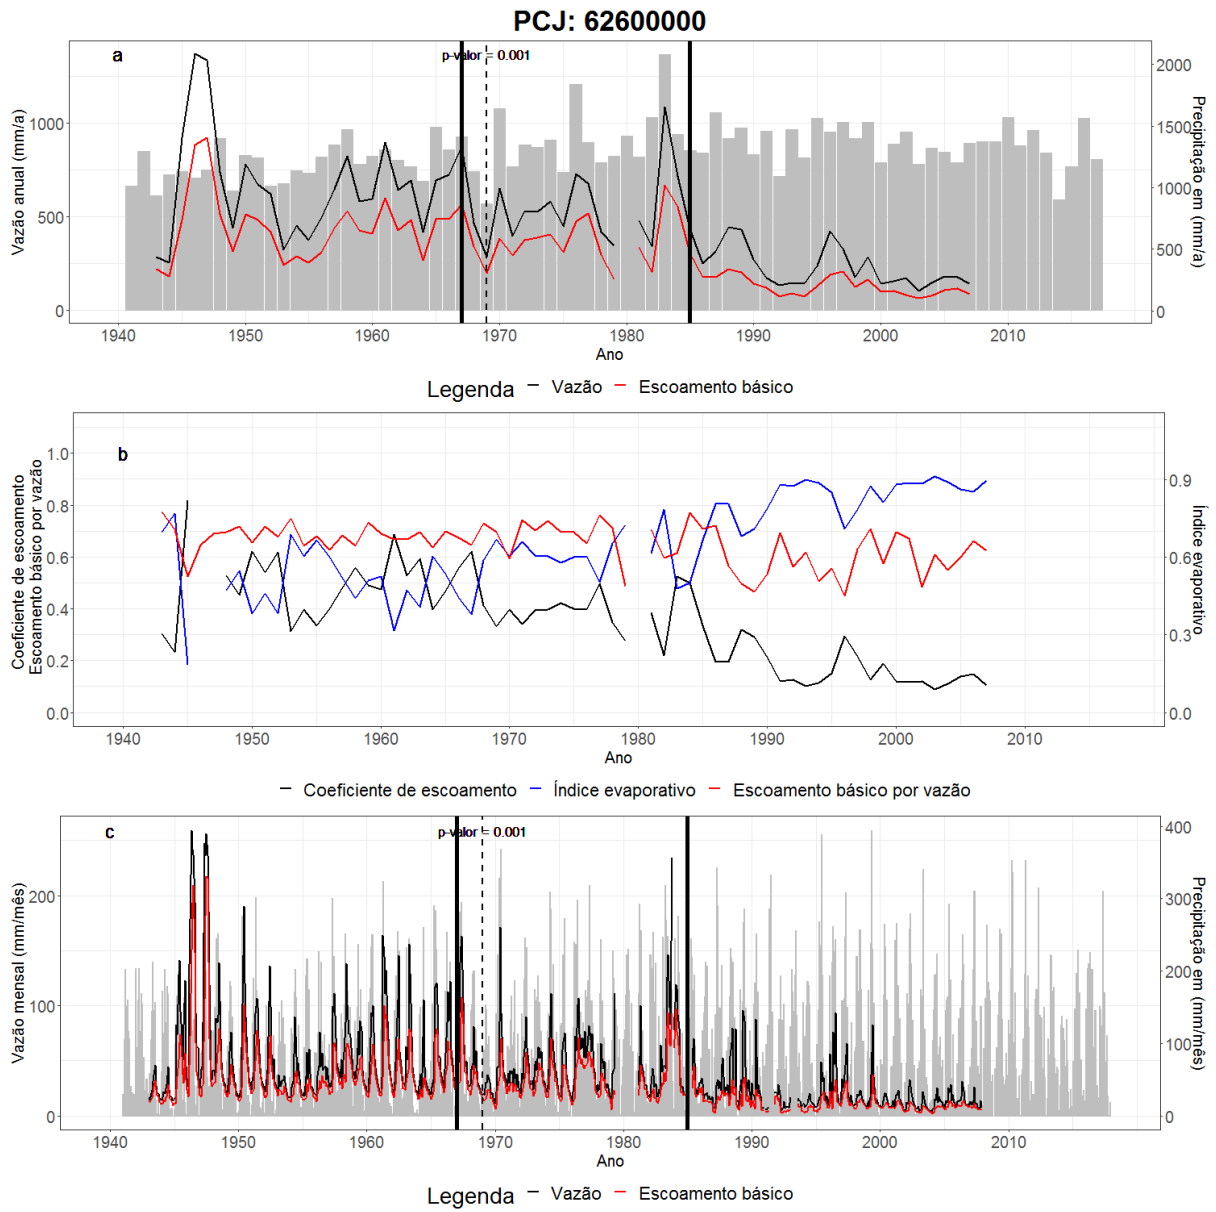 PCJ: 62600000
a
p-valor = 0.001
Vazão anual (mm/a)
1000
500
0
2000
1500
1000
500
0
Precipitação em (mm/a)
1940 1950 1960 1970 1980 1990 2000 2010
Ano
Legenda Vazão Escoamento básico
b
Coeficiente de escoamento
Escoamento básico por vazão
1.0
0.8
0.6
0.4
0.2
0.0
0.9
0.6
0.3
0.0
Índice evaporativo
1940 1950 1960 1970 1980 1990 2000 2010
Ano
Coeficiente de escoamento Índice evaporativo Escoamento básico por vazão
c
p-valor = 0.001
Vazão mensal (mm/mês)
200
100
0
400
300
200
100
0
Precipitação em (mm/mês)
1940 1950 1960 1970 1980 1990 2000 2010
Ano
Legenda Vazão Escoamento básico